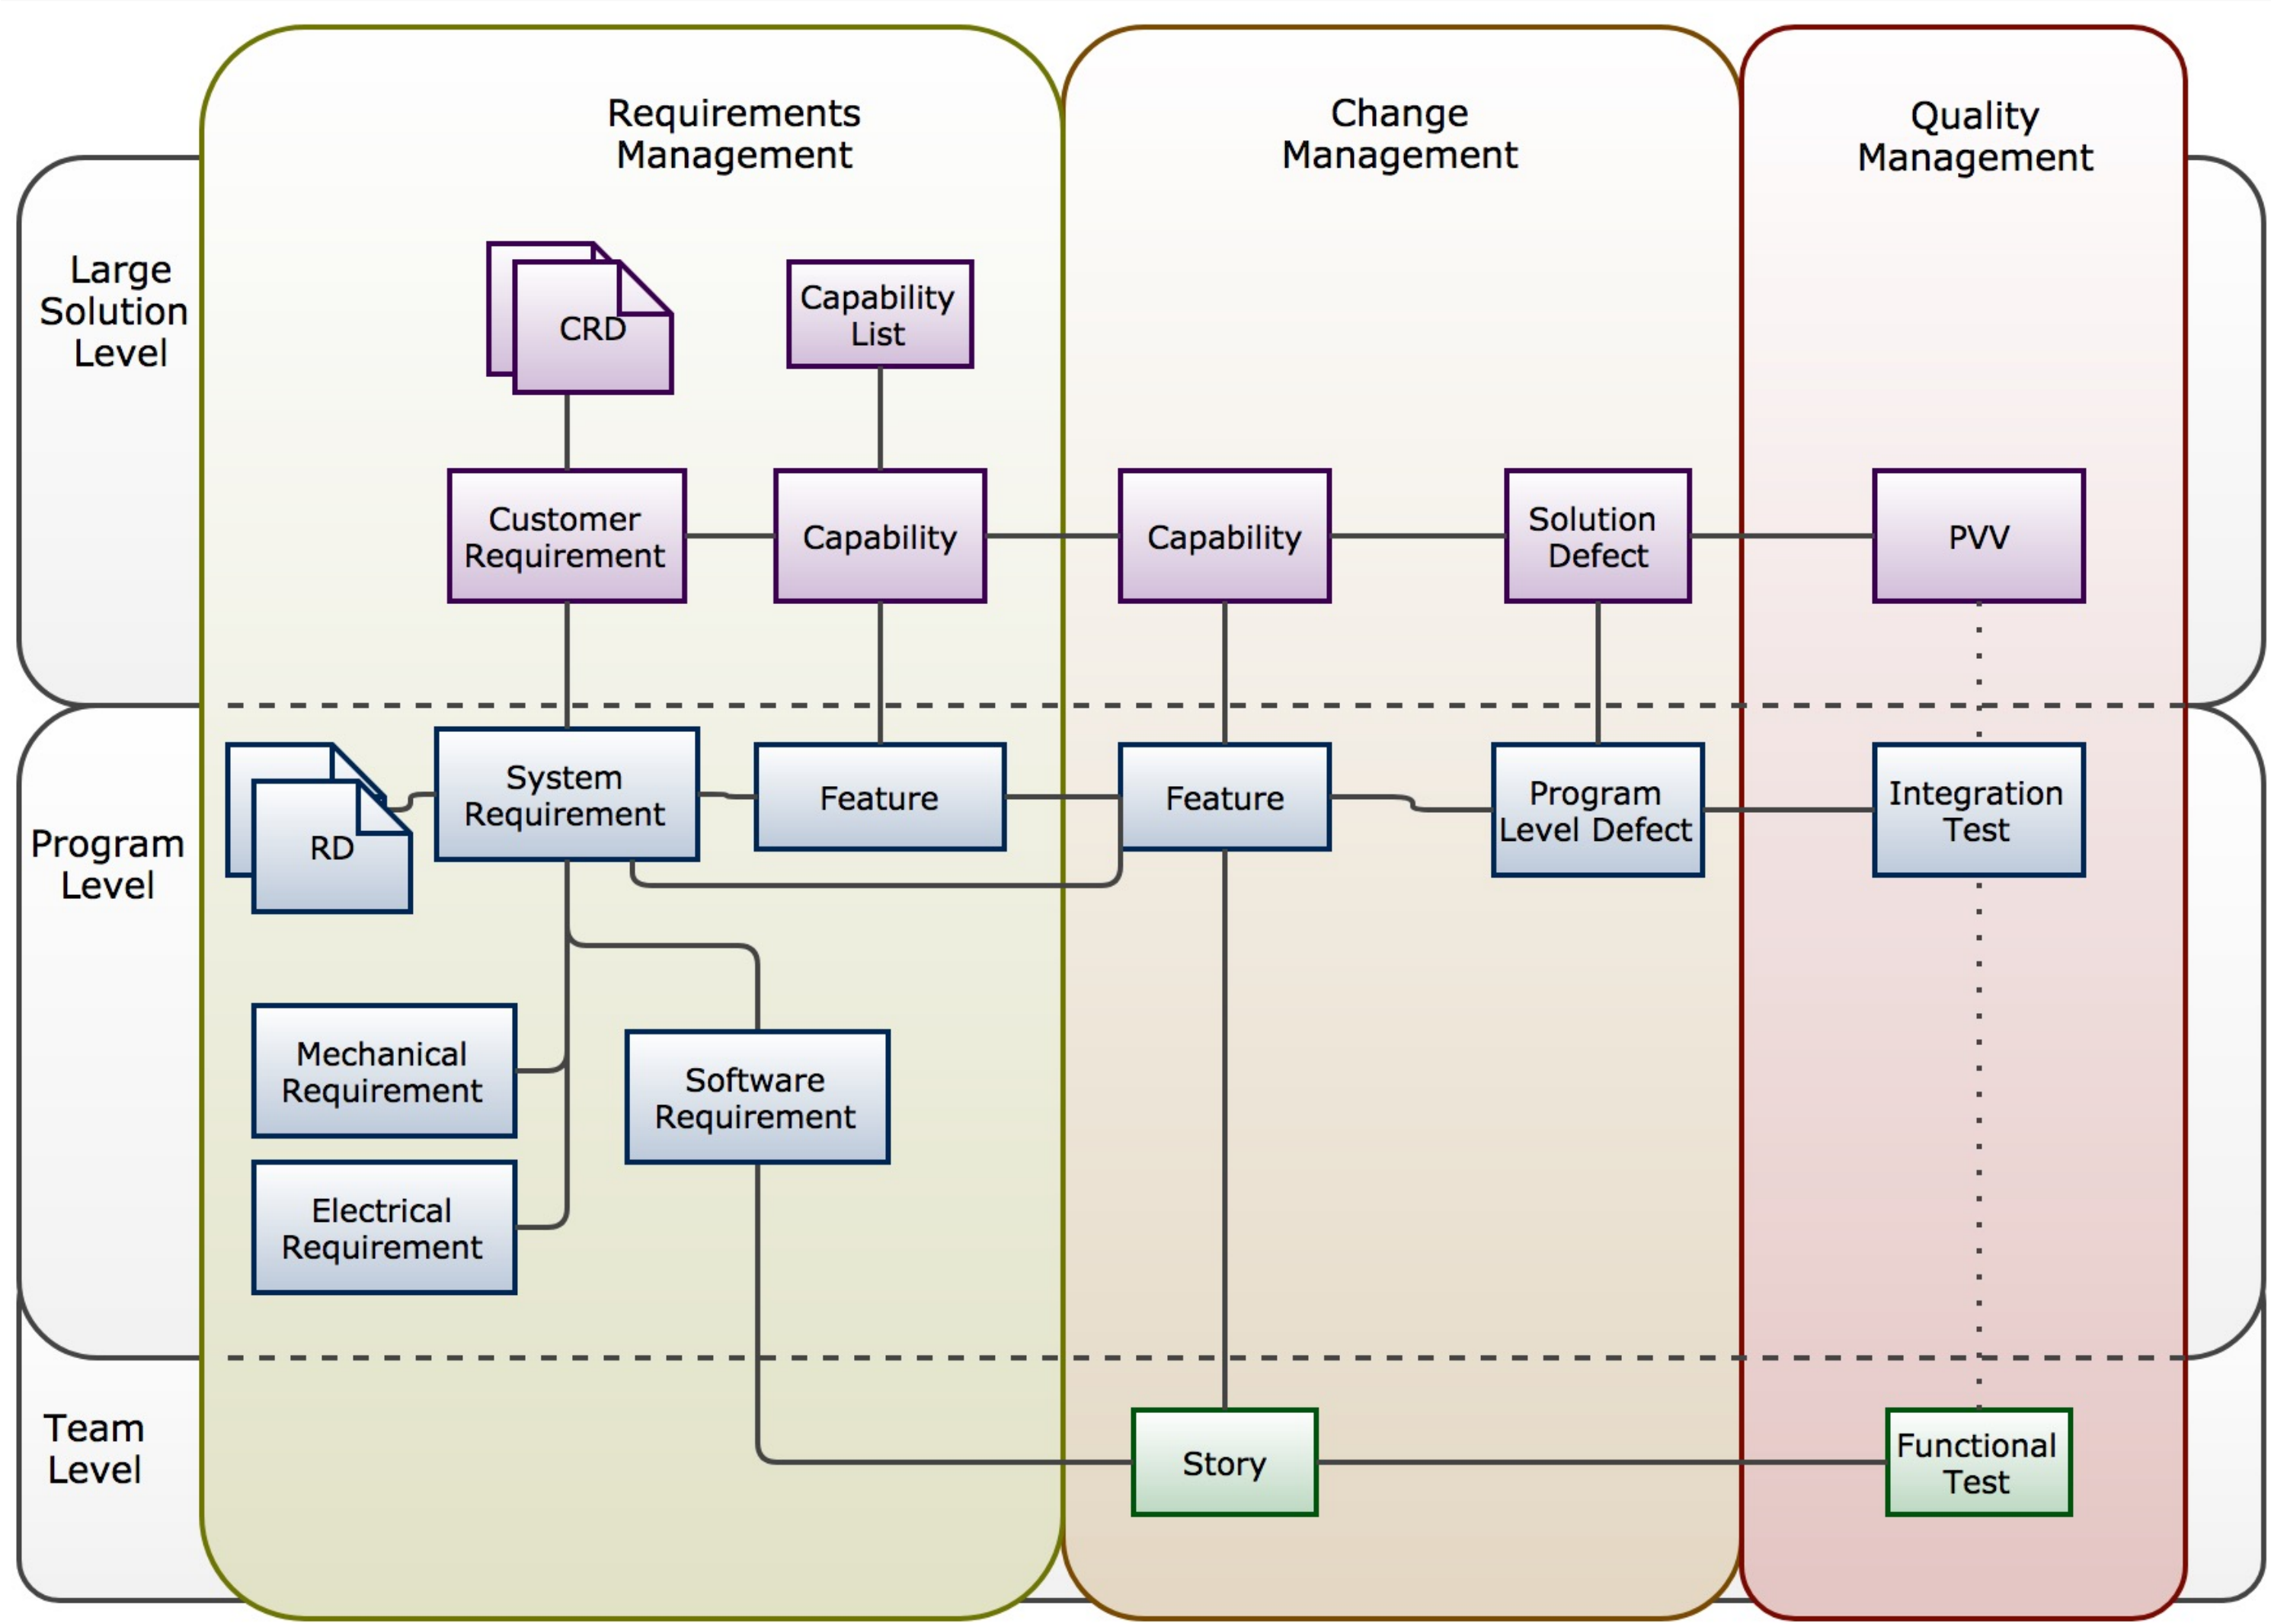 Requirements
Management
Change
Management
Quality
Management
Large
Solution
Level
CRD
Capability
List
Customer
Requirement
Capability
Capability
Solution
Defect
PVV
Program
Level
RD
System
Requirement
Feature
Feature
Program
Level Defect
Integration
Test
Mechanical
Requirement
Software
Requirement
Electrical
Requirement
Team
Level
Story
Functional
Test